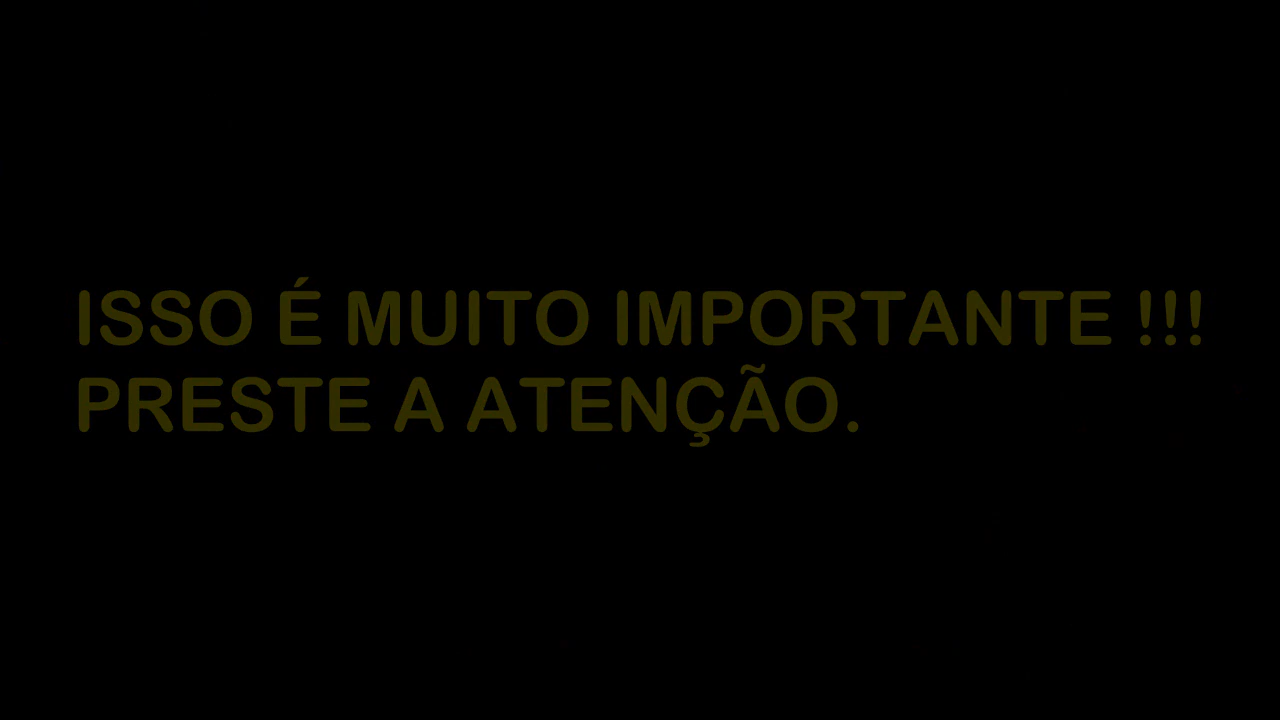 ISSO É MUITO IMPORTANTE !!!
PRESTE A ATENÇÃO.